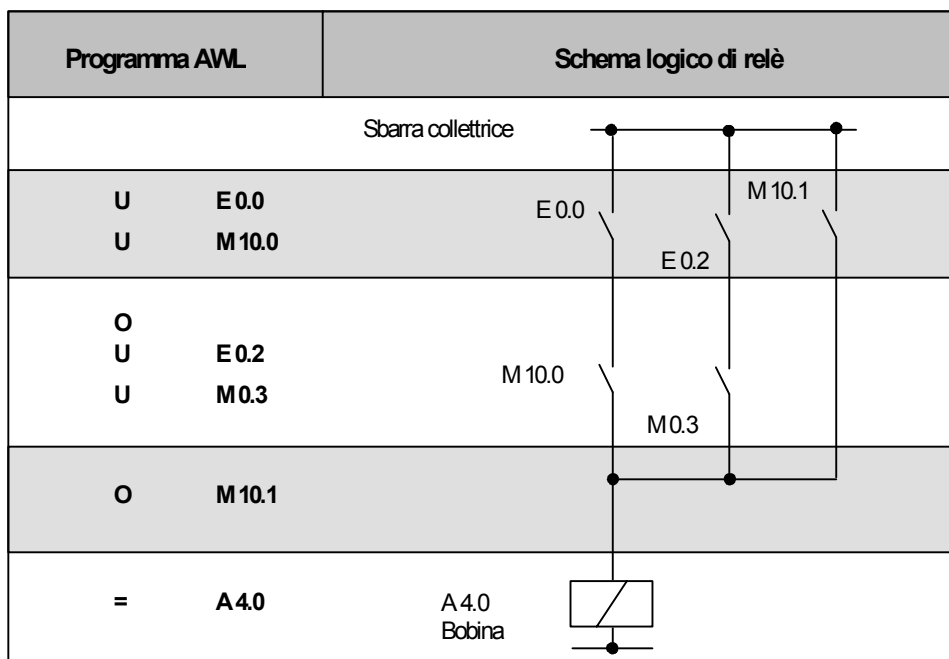 Programma AWL
Schema logico di relè
Sbarra collettrice
U E 0.0
U M 10.0
E 0.0
M 10.1
E 0.2
O
U E 0.2
U M 0.3
M 10.0
M 0.3
O M 10.1
= A 4.0
A 4.0
Bobina